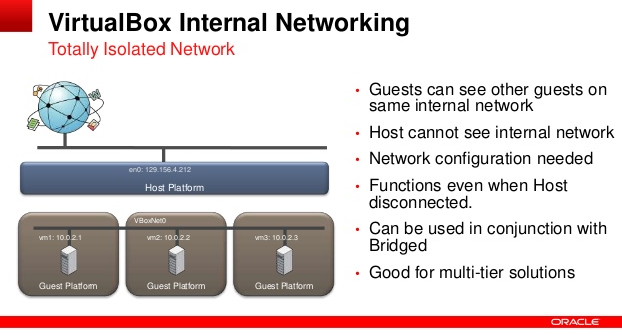 VirtualBox Internal Networking
Totally Isolated Network
en0: 129.156.4.212
Host Platform
VBoxNet0
vm1: 10.0.2.1
vm2: 10.0.2.2
vm3: 10.0.2.3
Guest Platform
Guest Platform
Guest Platform
• Guests can see other guests on
same internal network
• Host cannot see internal network
• Network configuration needed
• Functions even when Host
disconnected.
• Can be used in conjunction with
Bridged
• Good for multi-tier solutions
ORACLE